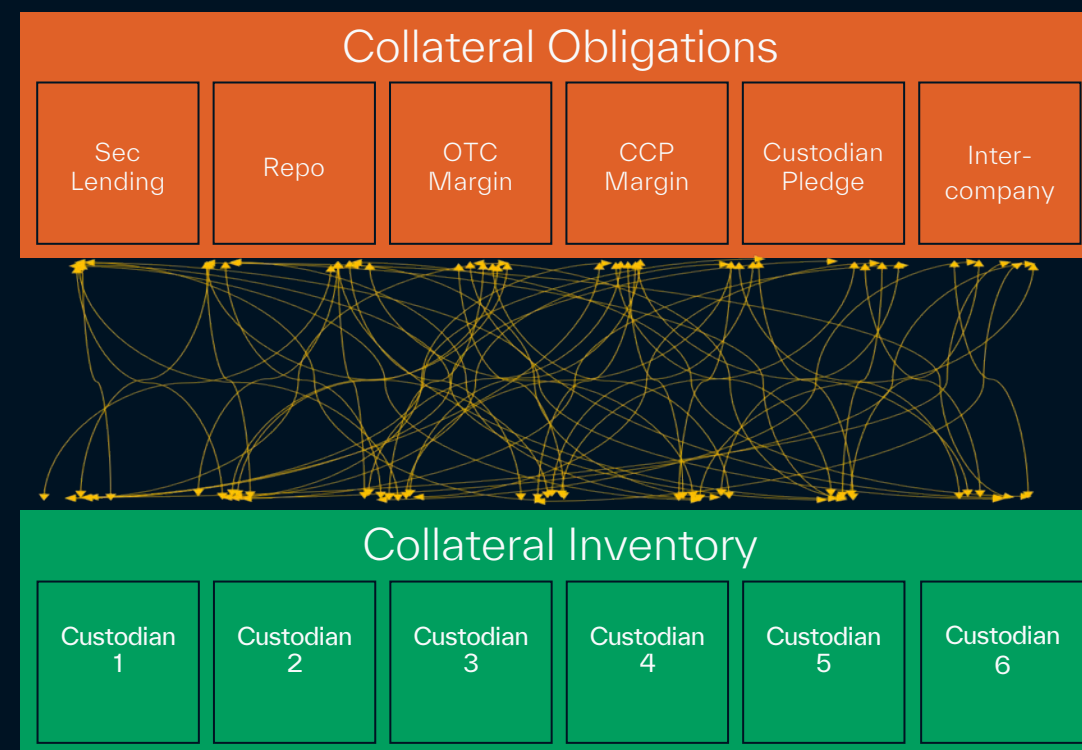 Collateral Obligations
Sec
Lending
Repo
OTC
Margin
CCP
Margin
Custodian
Pledge
Inter-
company
Collateral Inventory
Custodian
1
Custodian
2
Custodian
3
Custodian
4
Custodian
5
Custodian
6